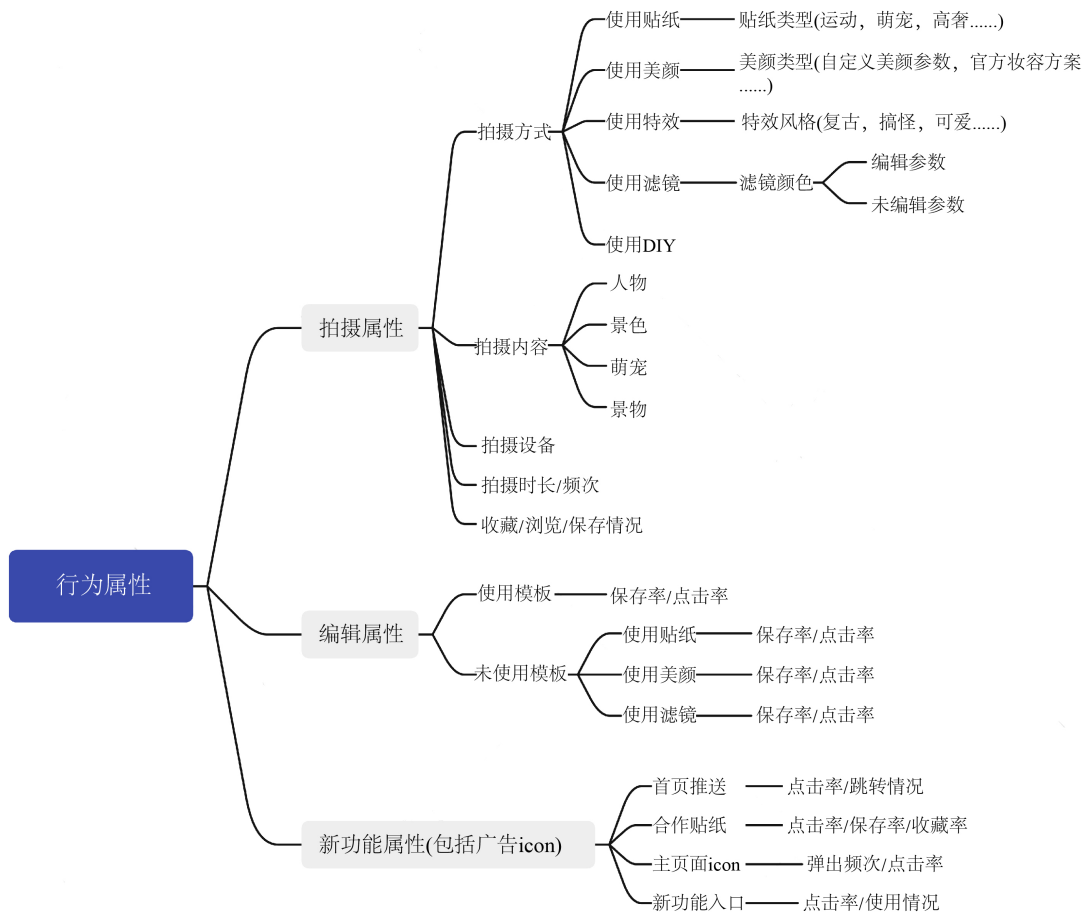 行为属性
拍摄属性
拍摄方式
使用贴纸
贴纸类型(运动，萌宠，高奢......)
使用美颜
美颜类型(自定义美颜参数，官方妆容方案
......)
使用特效
特效风格(复古，搞怪，可爱......)
使用滤镜
滤镜颜色
编辑参数
未编辑参数
使用DIY
拍摄内容
人物
景色
萌宠
景物
拍摄设备
拍摄时长/频次
收藏/浏览/保存情况
编辑属性
使用模板
保存率/点击率
未使用模板
使用贴纸
保存率/点击率
使用美颜
保存率/点击率
使用滤镜
保存率/点击率
新功能属性(包括广告icon)
首页推送
点击率/跳转情况
合作贴纸
点击率/保存率/收藏率
主页面icon
弹出频次/点击率
新功能入口
点击率/使用情况